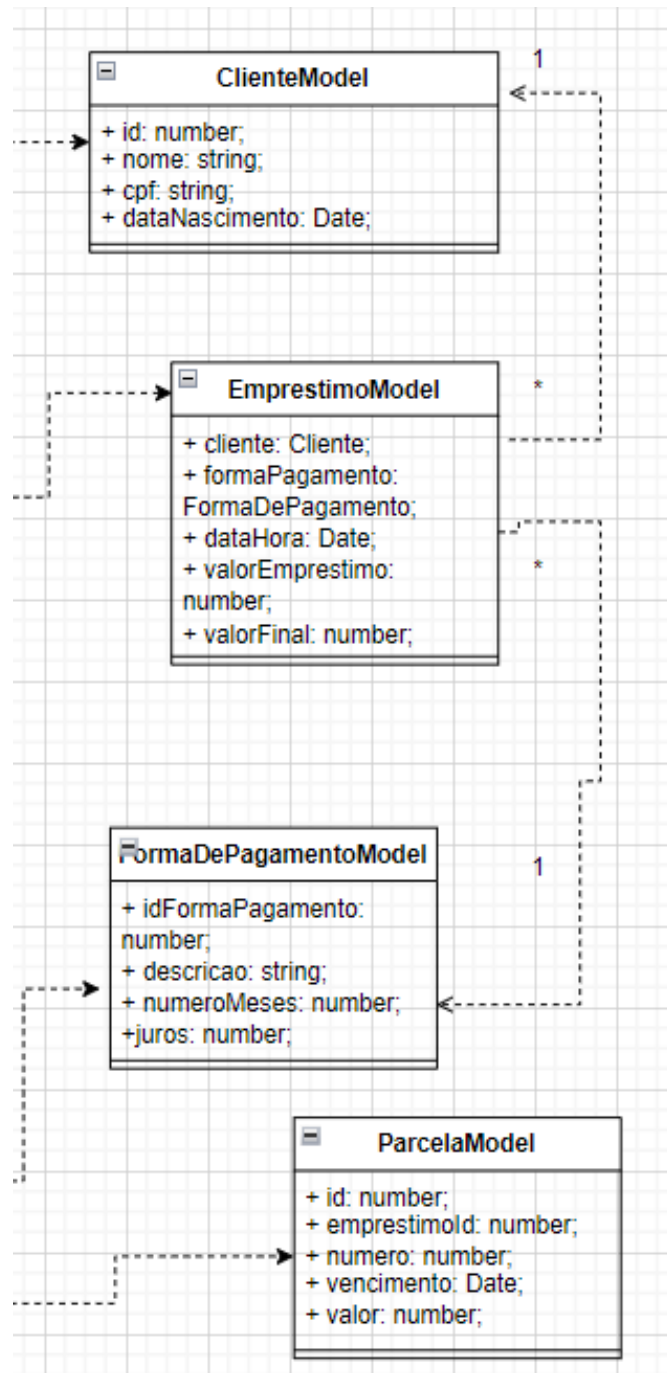 ClienteModel
1
+ id: number;
+ nome: string;
+ cpf: string;
+ dataNascimento: Date;
EmprestimoModel
*
+ cliente: Cliente;
+ formaPagamento:
FormaDePagamento;
+ dataHora: Date;
+ valorEmprestimo:
*
number;
+ valorFinal: number;
FormaDePagamentoModel
1
+ idFormaPagamento:
number;
+ descricao: string;
+ numeroMeses: number;
+juros: number;
ParcelaModel
+ id: number;
+ emprestimoId: number;
+ numero: number;
+ vencimento: Date;
+ valor: number;